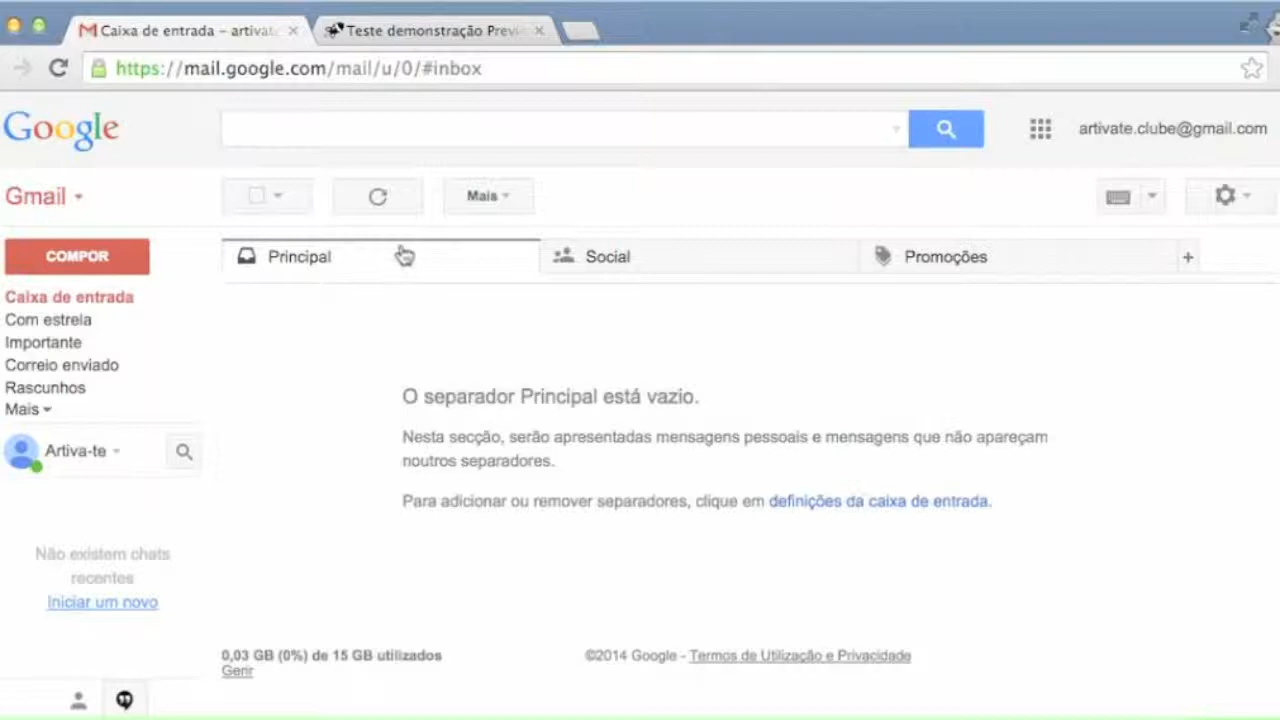 Caixa de entrada – artivat
Teste demonstração Previ
https://mail.google.com/mail/u/0/#inbox
Google
artivate.clube@gmail.com
Gmail
Mais
COMPOR
Principal
Social
Promoções
+
Caixa de entrada
Com estrela
Importante
Correio enviado
Rascunhos
Mais
Artiva-te
O separador Principal está vazio.
Nesta secção, serão apresentadas mensagens pessoais e mensagens que não apareçam
noutros separadores.
Para adicionar ou remover separadores, clique em definições da caixa de entrada.
Não existem chats
recentes
Iniciar um novo
0,03 GB (0%) de 15 GB utilizados
Gerir
©2014 Google - Termos de Utilização e Privacidade